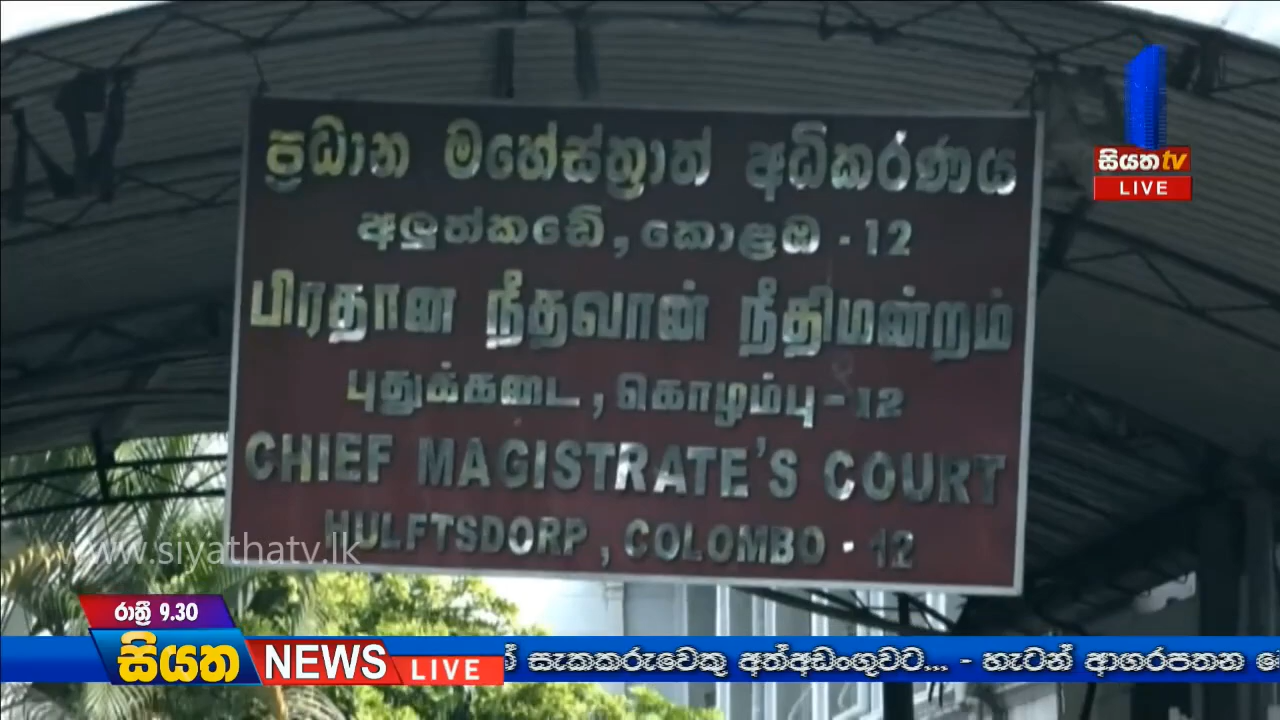 ප්‍රධාන මහේස්ත්‍රාත් අධිකරණය
අලුත්කඩේ, කොළඹ - 12
பிரதான நீதவான் நீதிமன்றம்
புதுக்கடை, கொழும்பு - 12
CHIEF MAGISTRATE'S COURT
HULFTSDORP, COLOMBO - 12
සියත tv
LIVE
www.siyathatv.lk
රාත්‍රී 9.30
සියත NEWS LIVE
සැකකරුවෙකු අත්අඩංගුවට... - හැටන් ආගරපතන